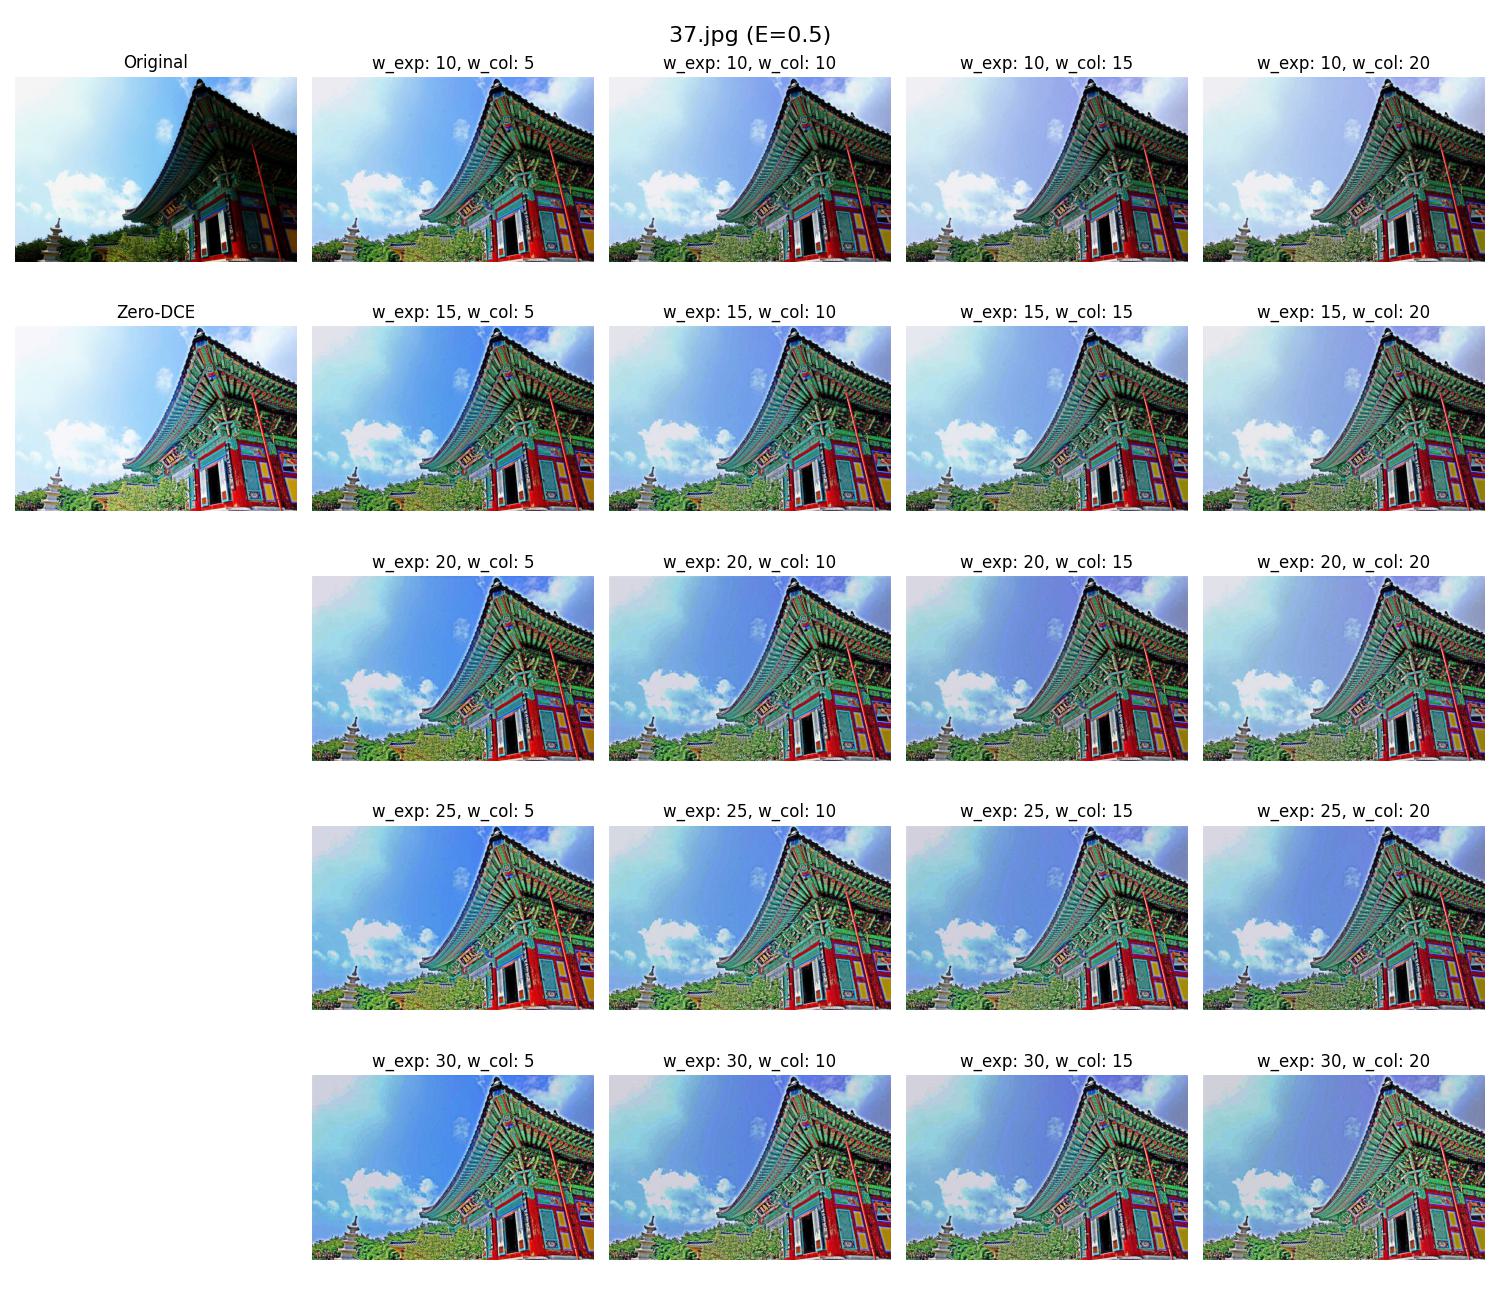 37.jpg (E=0.5)
Original
w_exp: 10, w_col: 5
w_exp: 10, w_col: 10
w_exp: 10, w_col: 15
w_exp: 10, w_col: 20
Zero-DCE
w_exp: 15, w_col: 5
w_exp: 15, w_col: 10
w_exp: 15, w_col: 15
w_exp: 15, w_col: 20
w_exp: 20, w_col: 5
w_exp: 20, w_col: 10
w_exp: 20, w_col: 15
w_exp: 20, w_col: 20
w_exp: 25, w_col: 5
w_exp: 25, w_col: 10
w_exp: 25, w_col: 15
w_exp: 25, w_col: 20
w_exp: 30, w_col: 5
w_exp: 30, w_col: 10
w_exp: 30, w_col: 15
w_exp: 30, w_col: 20